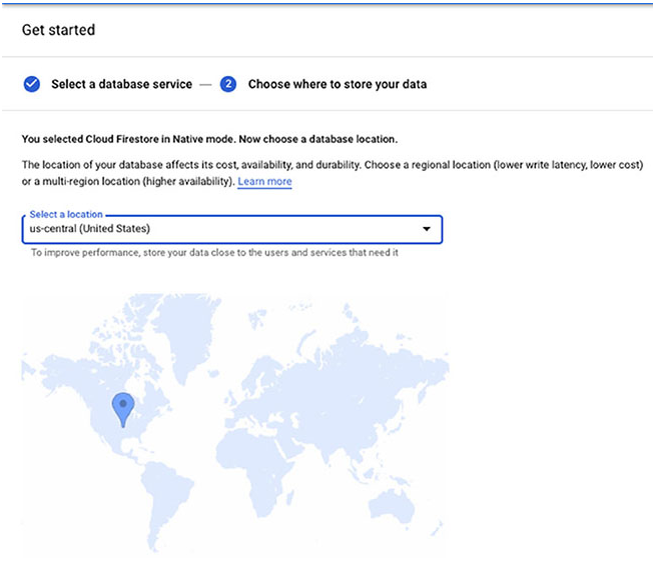 Get started
Select a database service — 2 Choose where to store your data
You selected Cloud Firestore in Native mode. Now choose a database location.
The location of your database affects its cost, availability, and durability. Choose a regional location (lower write latency, lower cost)
or a multi-region location (higher availability). Learn more
Select a location
us-central (United States)
To improve performance, store your data close to the users and services that need it